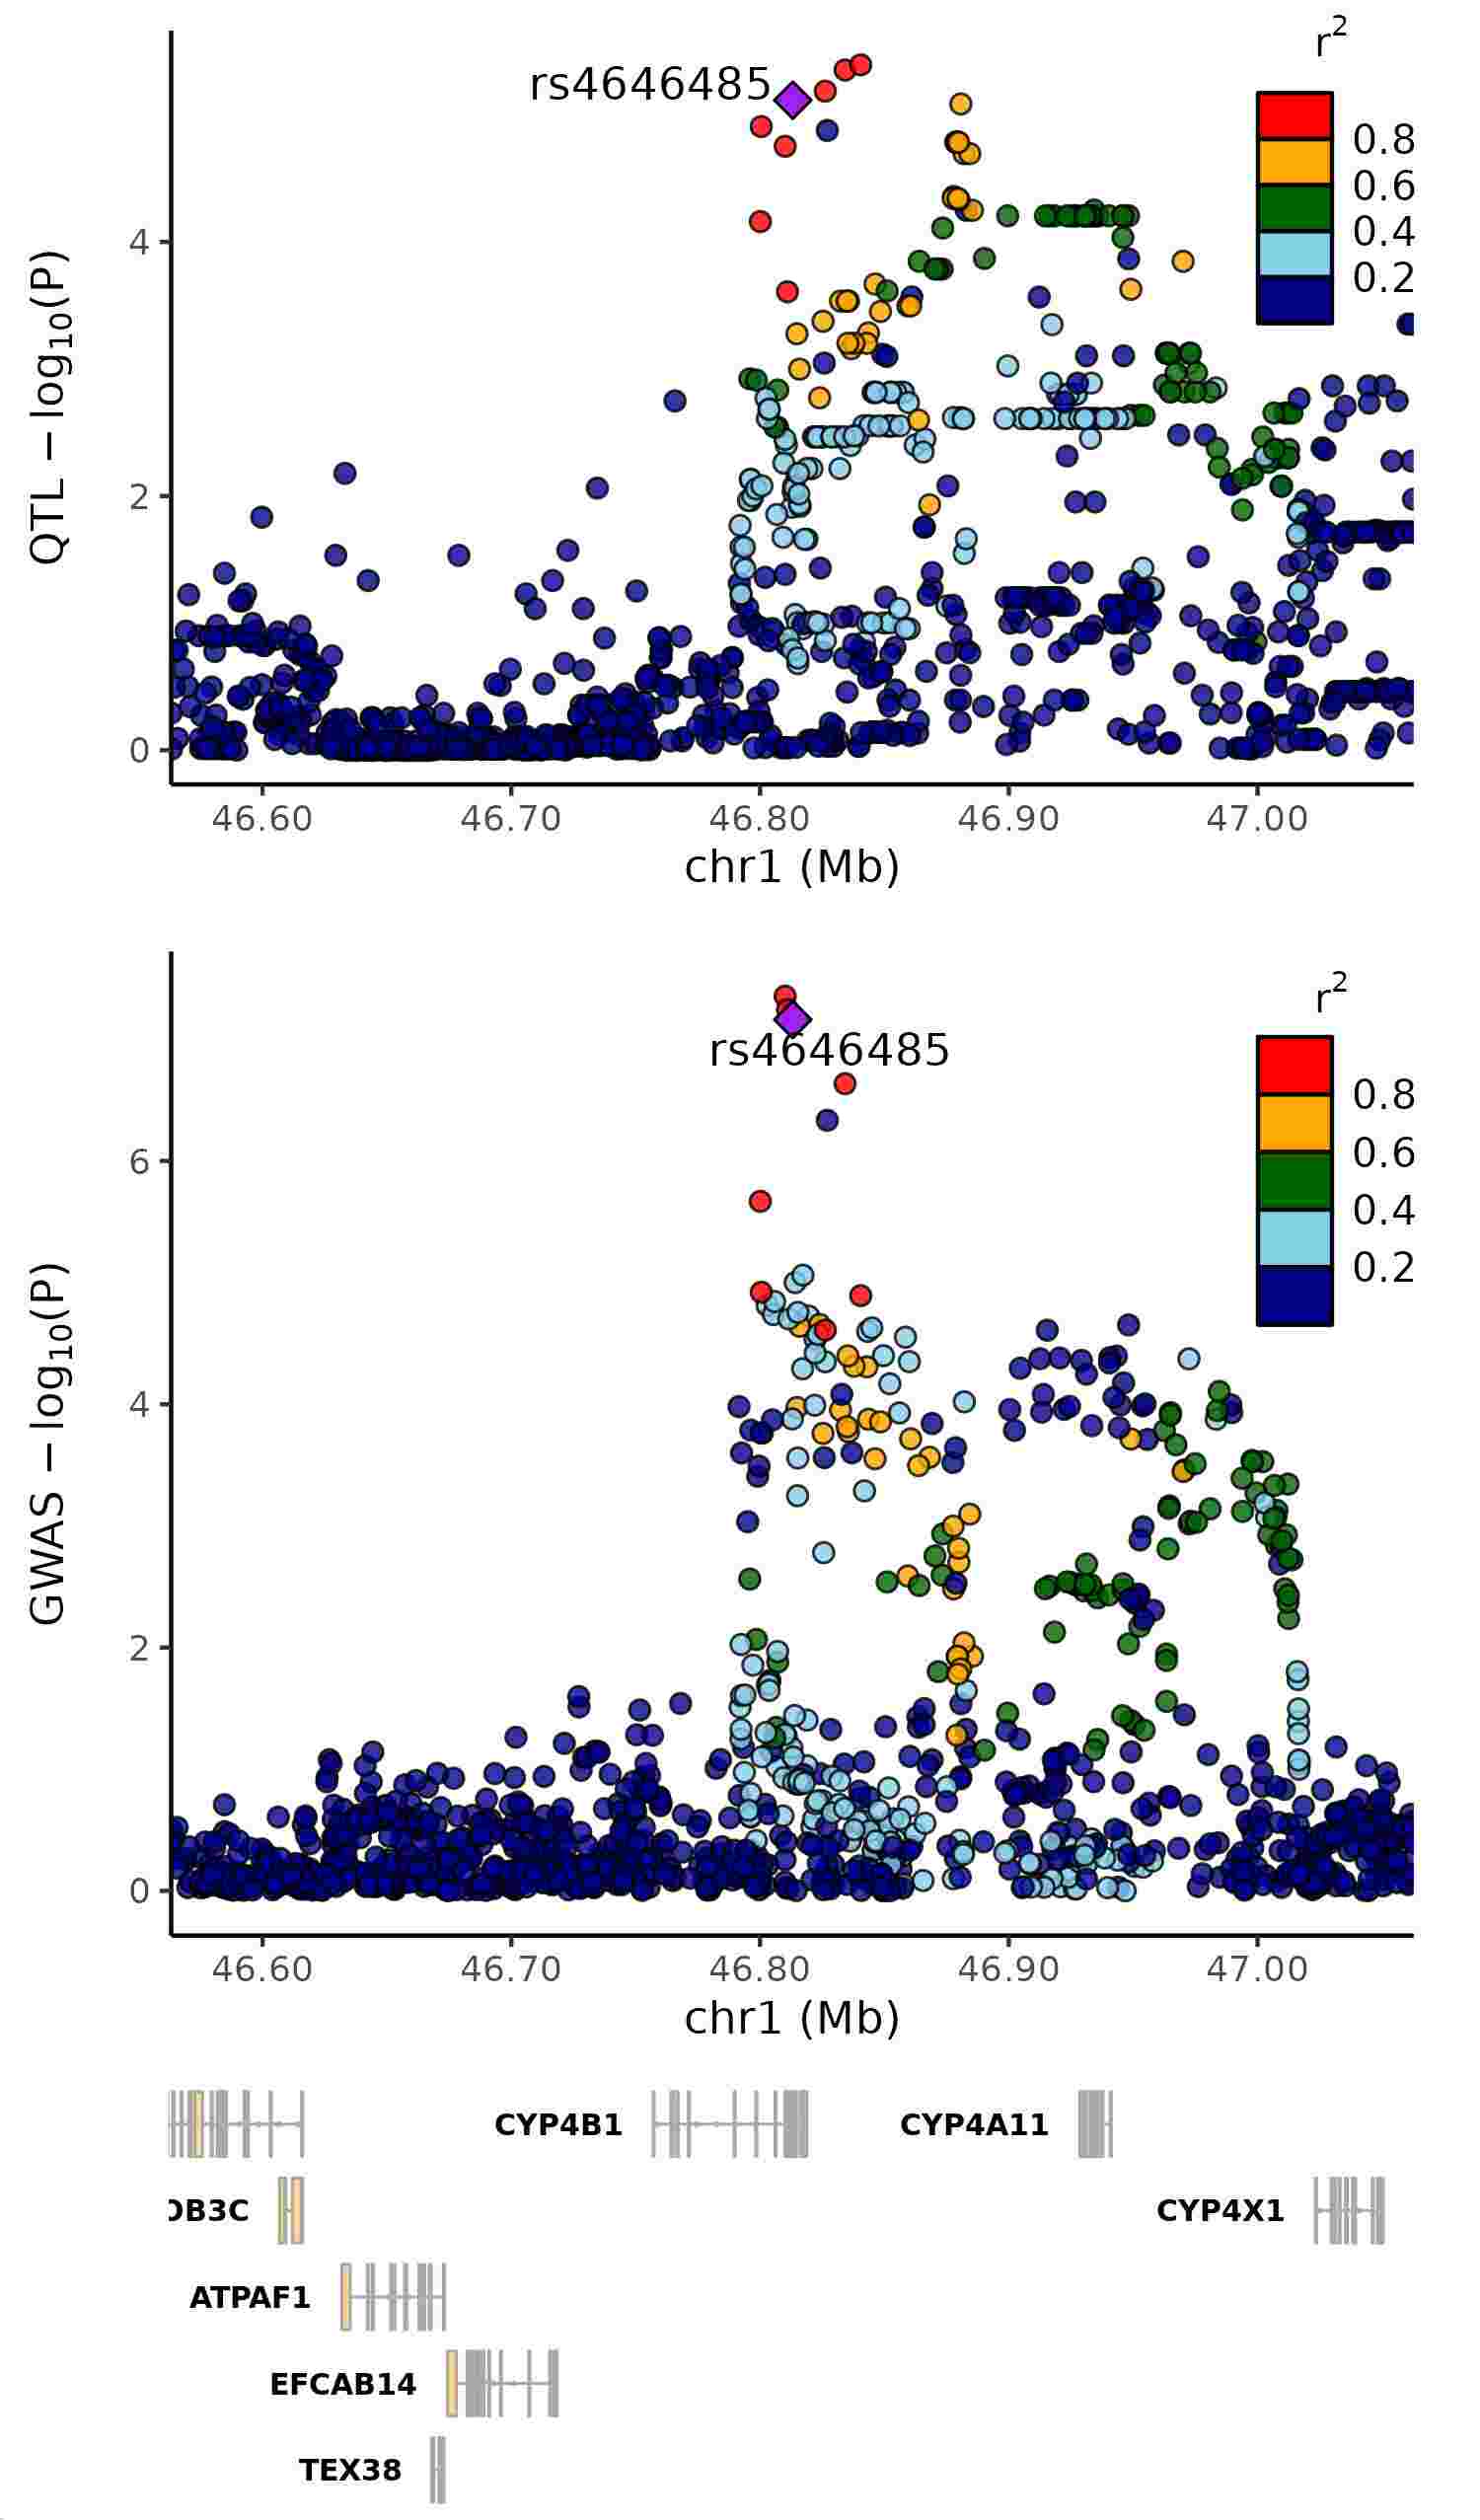 r²
rs4646485
0.8
0.6
0.4
0.2
QTL − log₁₀(P)
4
2
0
46.60 46.70 46.80 46.90 47.00
chr1 (Mb)
r²
rs4646485
0.8
0.6
0.4
0.2
GWAS − log₁₀(P)
6
4
2
0
46.60 46.70 46.80 46.90 47.00
chr1 (Mb)
CYP4B1 CYP4A11
OB3C CYP4X1
ATPAF1
EFCAB14
TEX38